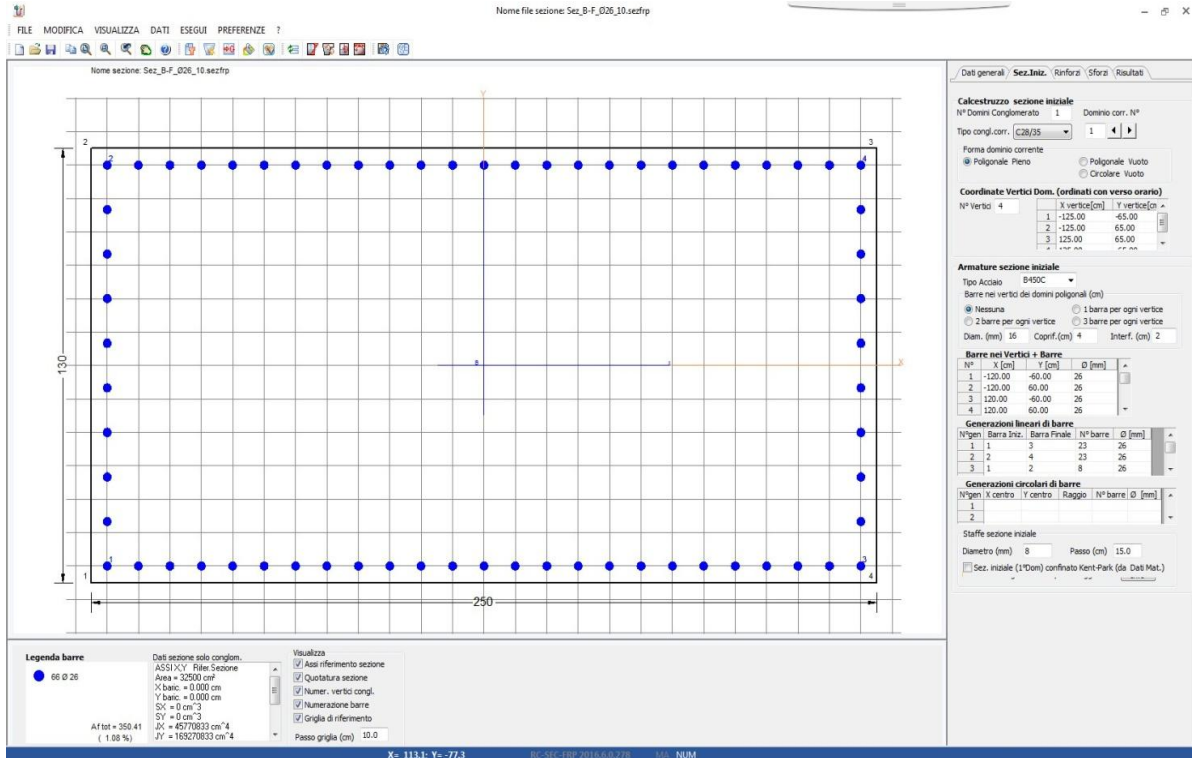 Nome file sezione: Sez_B-F_Ø26_10.sezfrp
FILE MODIFICA VISUALIZZA DATI ESEGUI PREFERENZE ?
Nome sezione: Sez_B-F_Ø26_10.sezfrp
Y
2 3
2 4
130
X
1 3
1 4
250
Dati generali Sez.Iniz. Rinforzi Sforzi Risultati
Calcestruzzo sezione iniziale
N° Domini Conglomerato 1 Dominio corr. N°
Tipo congl.corr. C28/35 1
Forma dominio corrente
Poligonale Pieno Poligonale Vuoto
Circolare Vuoto
Coordinate Vertici Dom. (ordinati con verso orario)
N° Vertici 4 X vertice[cm] Y vertice[cm
1 -125.00 -65.00
2 -125.00 65.00
3 125.00 65.00
Armature sezione iniziale
Tipo Acciaio B450C
Barre nei vertici dei domini poligonali (cm)
Nessuna 1 barra per ogni vertice
2 barre per ogni vertice 3 barre per ogni vertice
Diam. (mm) 16 Coprif.(cm) 4 Interf. (cm) 2
Barre nei Vertici + Barre
N° X [cm] Y [cm] Ø [mm]
1 -120.00 -60.00 26
2 -120.00 60.00 26
3 120.00 -60.00 26
4 120.00 60.00 26
Generazioni lineari di barre
N°gen Barra Iniz. Barra Finale N° barre Ø [mm]
1 1 3 23 26
2 2 4 23 26
3 1 2 8 26
Generazioni circolari di barre
N°gen X centro Y centro Raggio N° barre Ø [mm]
1
2
Staffe sezione iniziale
Diametro (mm) 8 Passo (cm) 15.0
Sez. iniziale (1°Dom) confinato Kent-Park (da Dati Mat.)
Legenda barre
66 Ø 26
Af tot = 350.41
( 1.08 %)
Dati sezione solo conglom.
ASSI X,Y Rifer.Sezione
Area = 32500 cm²
X baric. = 0.000 cm
Y baric. = 0.000 cm
SX = 0 cm^3
SY = 0 cm^3
JX = 45770833 cm^4
JY = 169270833 cm^4
Visualizza
Assi riferimento sezione
Quotatura sezione
Numer. vertici congl.
Numerazione barre
Griglia di riferimento
Passo griglia (cm) 10.0
X= 113.1; Y= -77.3 RC-SEC-FRP 2016.6.0.278 MA NUM